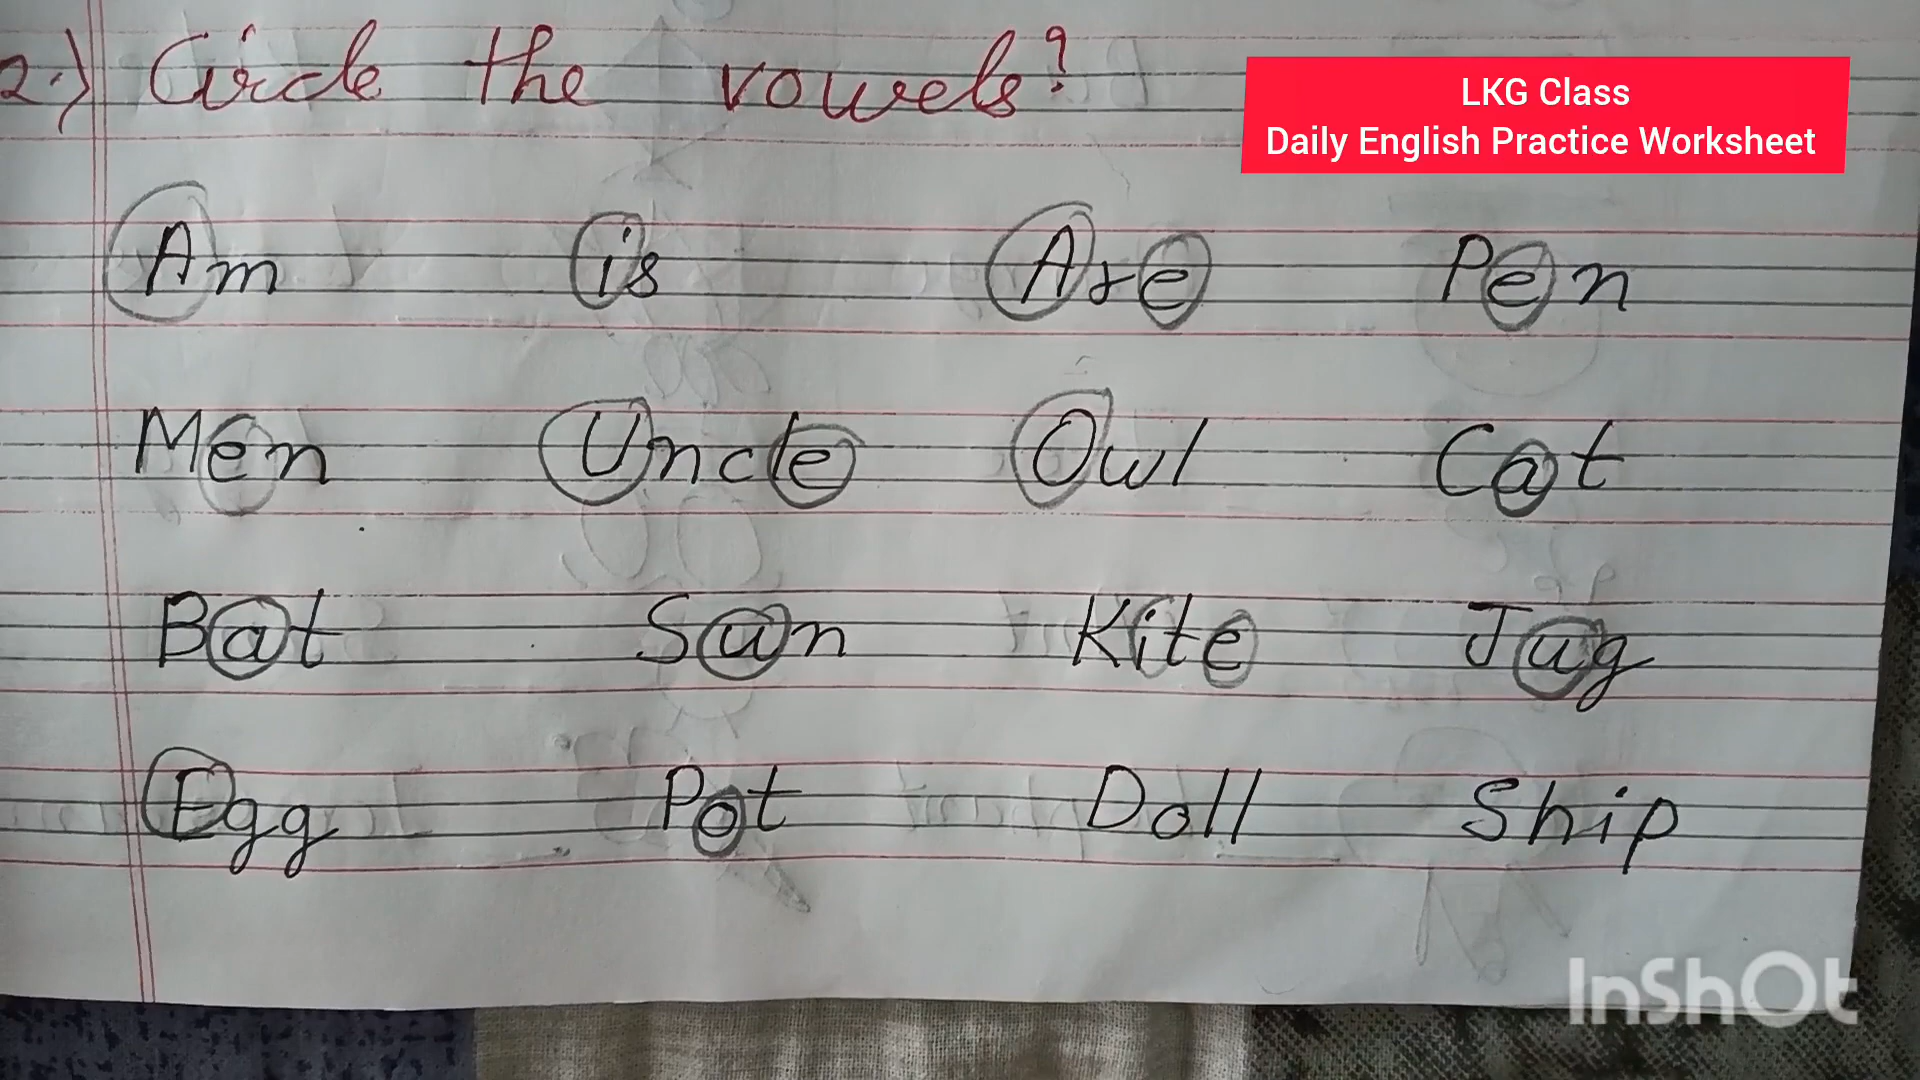 2.) Circle the vowels?
LKG Class
Daily English Practice Worksheet
Am is Are Pen
Men Uncle Owl Cat
Bat Sun Kite Jug
Egg Pot Doll Ship
InShOt